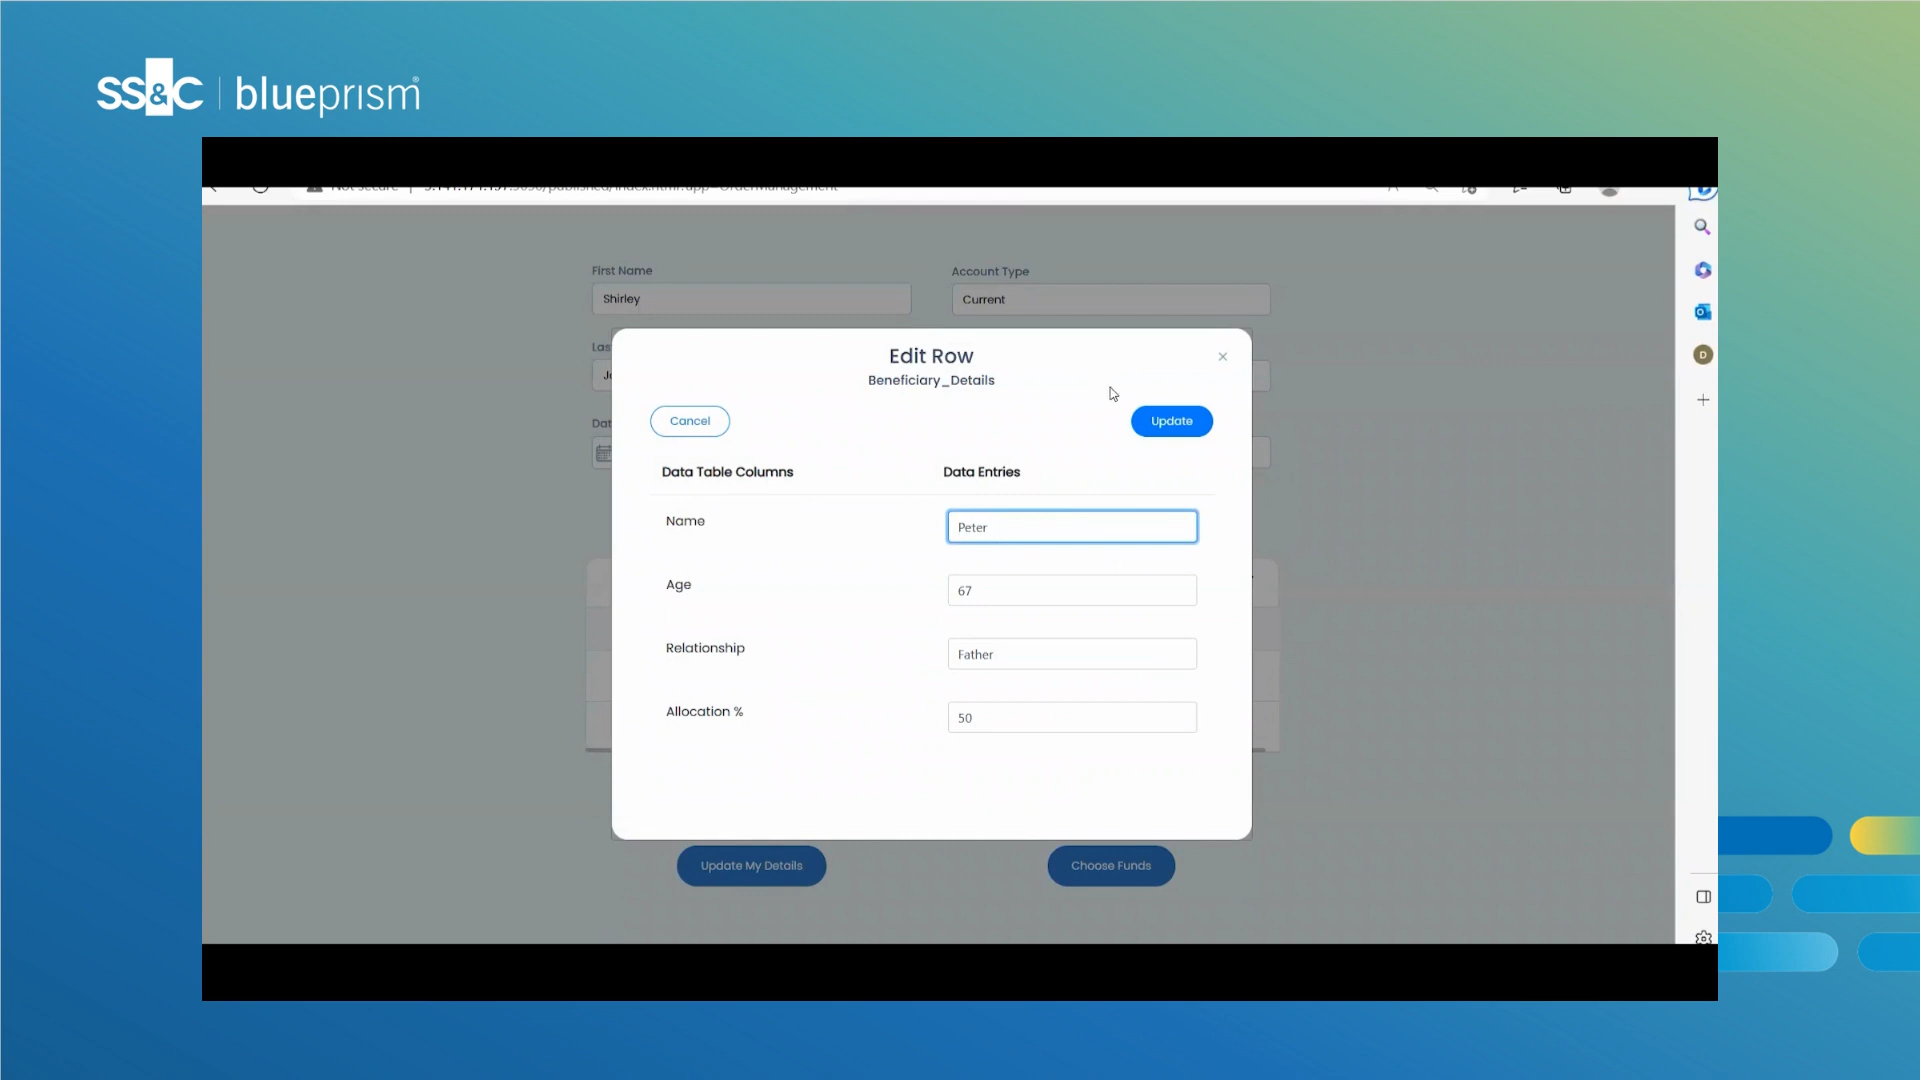 SS&C | blueprism®
First Name
Account Type
Shirley
Current
Edit Row
Beneficiary_Details
Cancel
Update
Data Table Columns
Data Entries
Name
Peter
Age
67
Relationship
Father
Allocation %
50
Update My Details
Choose Funds
D